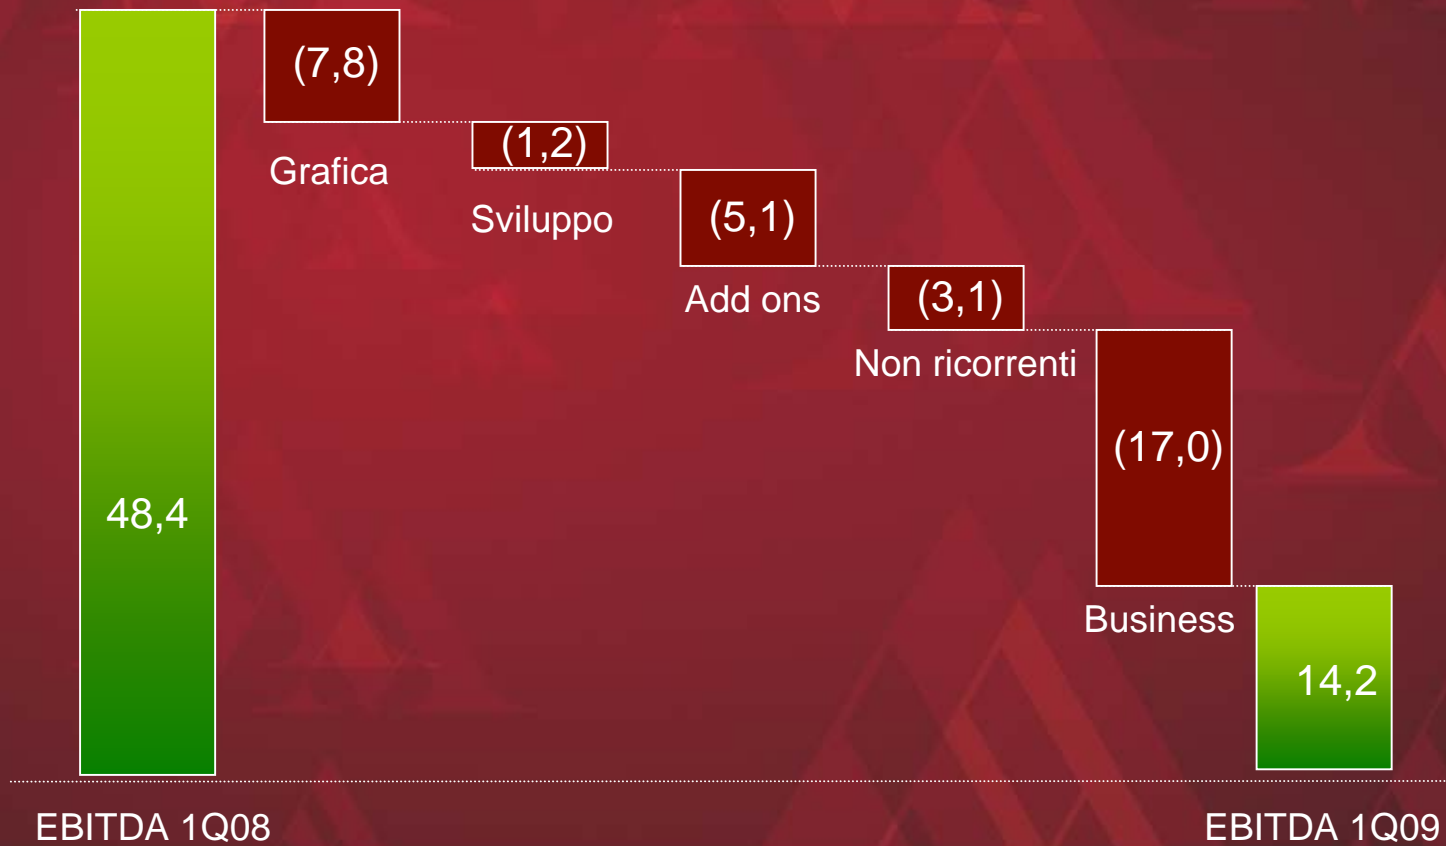 (7,8)
Grafica
(1,2)
Sviluppo
(5,1)
Add ons
(3,1)
Non ricorrenti
(17,0)
Business
48,4
14,2
EBITDA 1Q08
EBITDA 1Q09